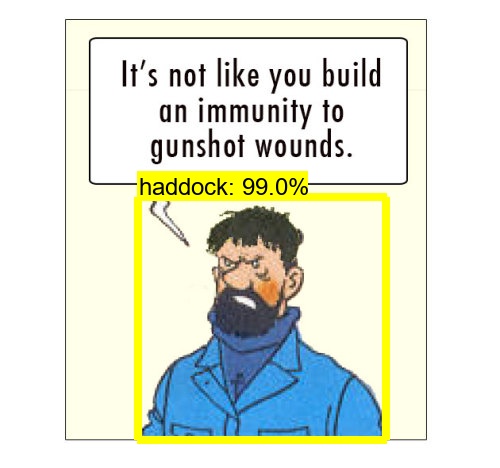 It's not like you build
an immunity to
gunshot wounds.
haddock: 99.0%